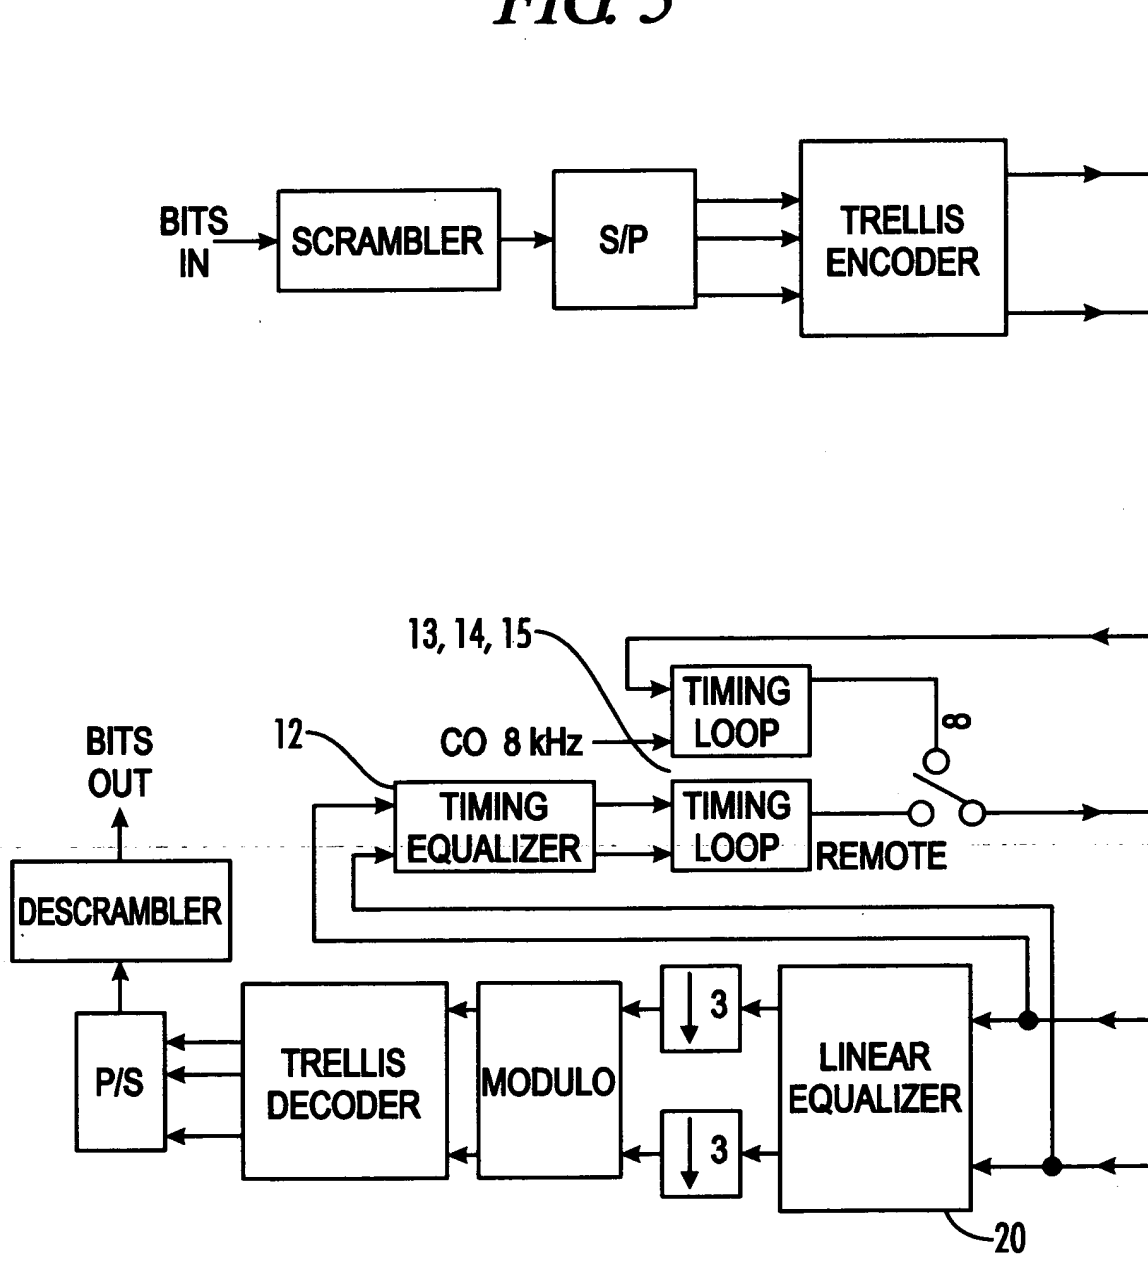 FIG. 5
BITS
IN
SCRAMBLER
S/P
TRELLIS
ENCODER
13, 14, 15
TIMING
LOOP
CO 8 kHz
8
12
TIMING
EQUALIZER
TIMING
LOOP
REMOTE
BITS
OUT
DESCRAMBLER
P/S
TRELLIS
DECODER
MODULO
3
3
LINEAR
EQUALIZER
20